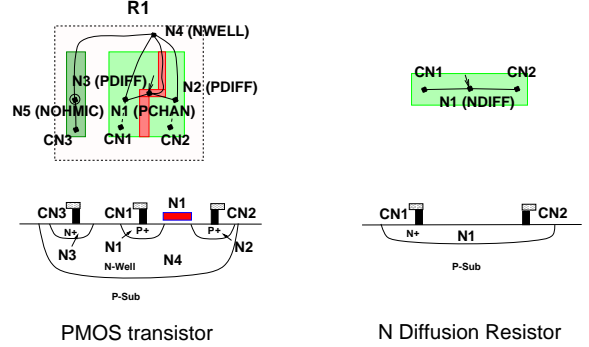 R1
N4 (NWELL)
N3 (PDIFF)
N2 (PDIFF)
N5 (NOHMIC)
N1 (PCHAN)
CN3
CN1
CN2
CN1
CN2
N1 (NDIFF)
CN3
CN1
N1
CN2
N+
P+
P+
N3
N1
N2
N-Well
N4
P-Sub
PMOS transistor
CN1
CN2
N+
N1
P-Sub
N Diffusion Resistor